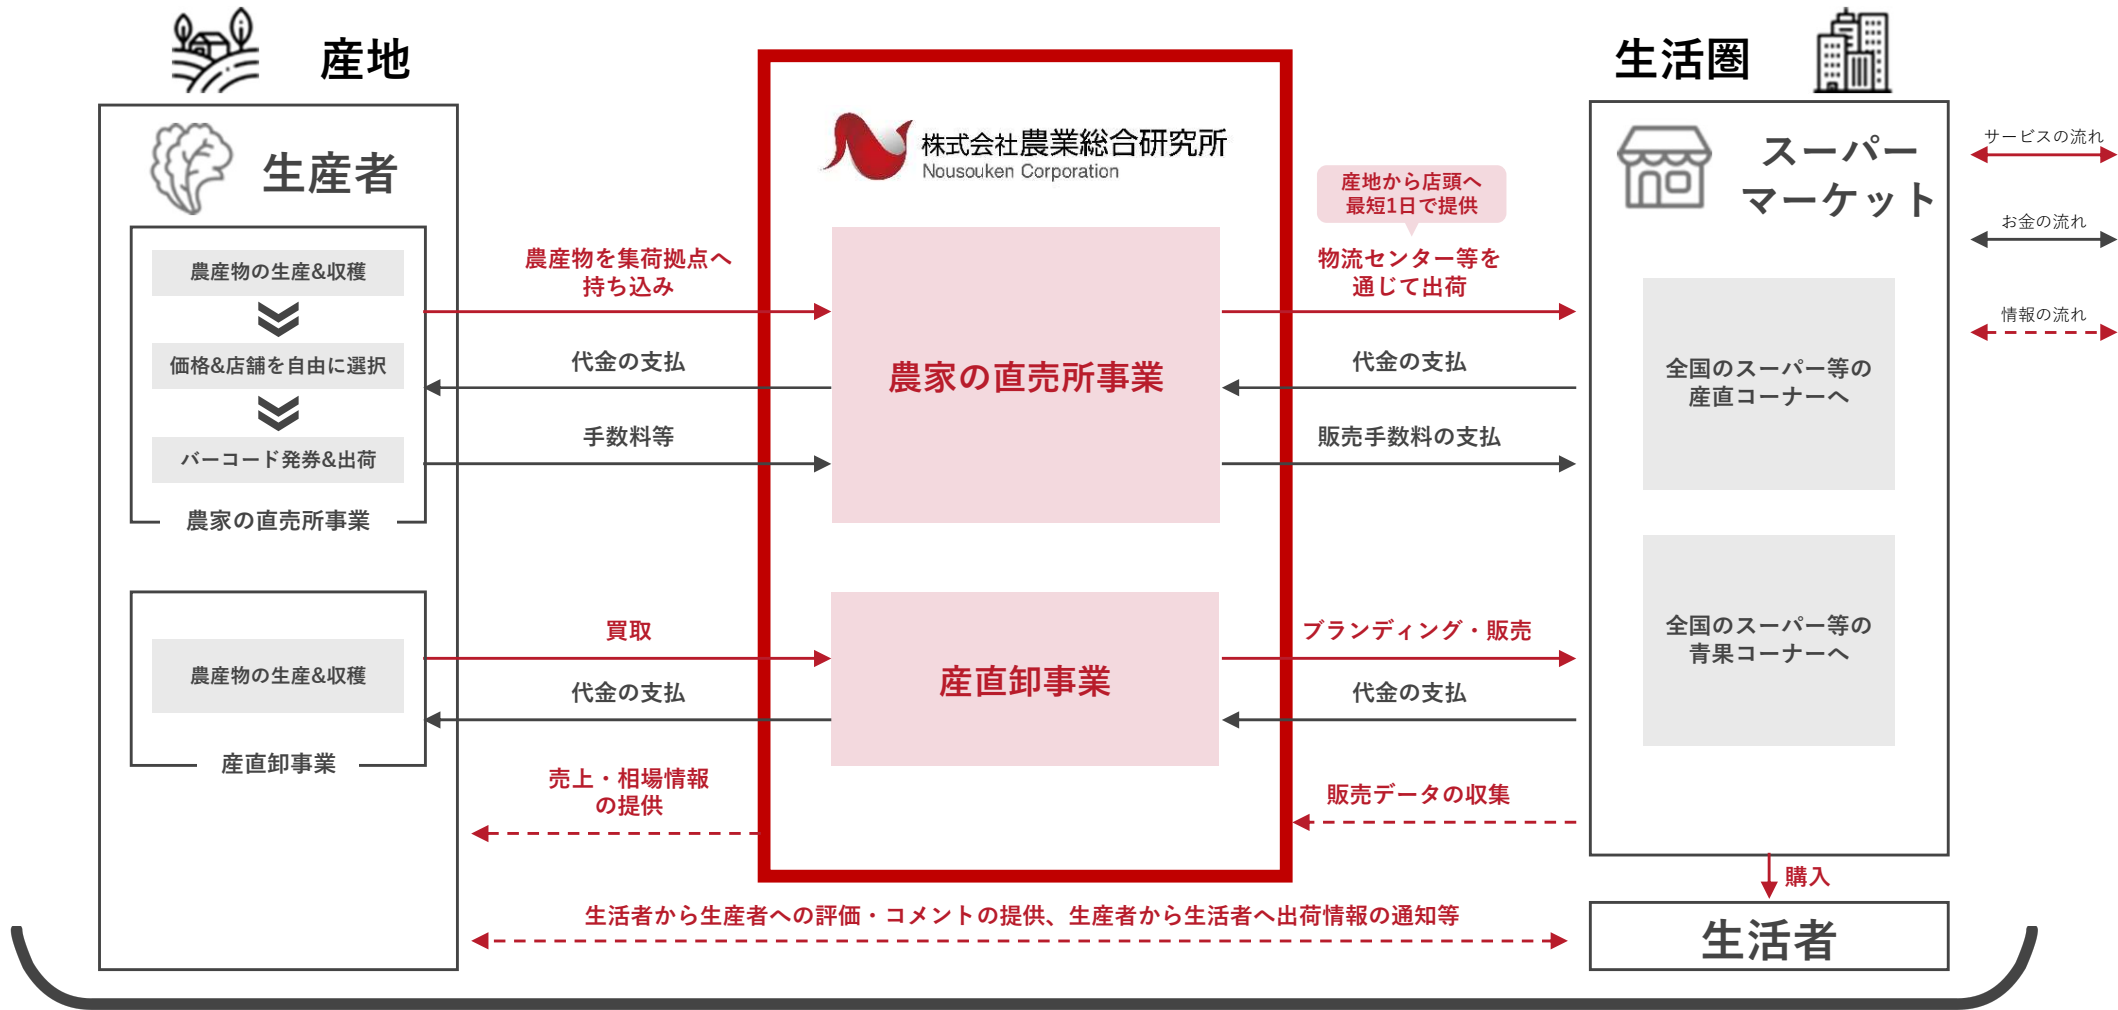 産地
生活圏
生産者
株式会社農業総合研究所
Nousouken Corporation
スーパー
マーケット
サービスの流れ
お金の流れ
情報の流れ
産地から店頭へ
最短1日で提供
農産物の生産&収穫
価格&店舗を自由に選択
バーコード発券&出荷
農家の直売所事業
農産物を集荷拠点へ
持ち込み
代金の支払
手数料等
農家の直売所事業
物流センター等を
通じて出荷
代金の支払
販売手数料の支払
全国のスーパー等の
産直コーナーへ
農産物の生産&収穫
産直卸事業
買取
代金の支払
産直卸事業
ブランディング・販売
代金の支払
全国のスーパー等の
青果コーナーへ
売上・相場情報
の提供
販売データの収集
購入
生活者から生産者への評価・コメントの提供、生産者から生活者へ出荷情報の通知等
生活者